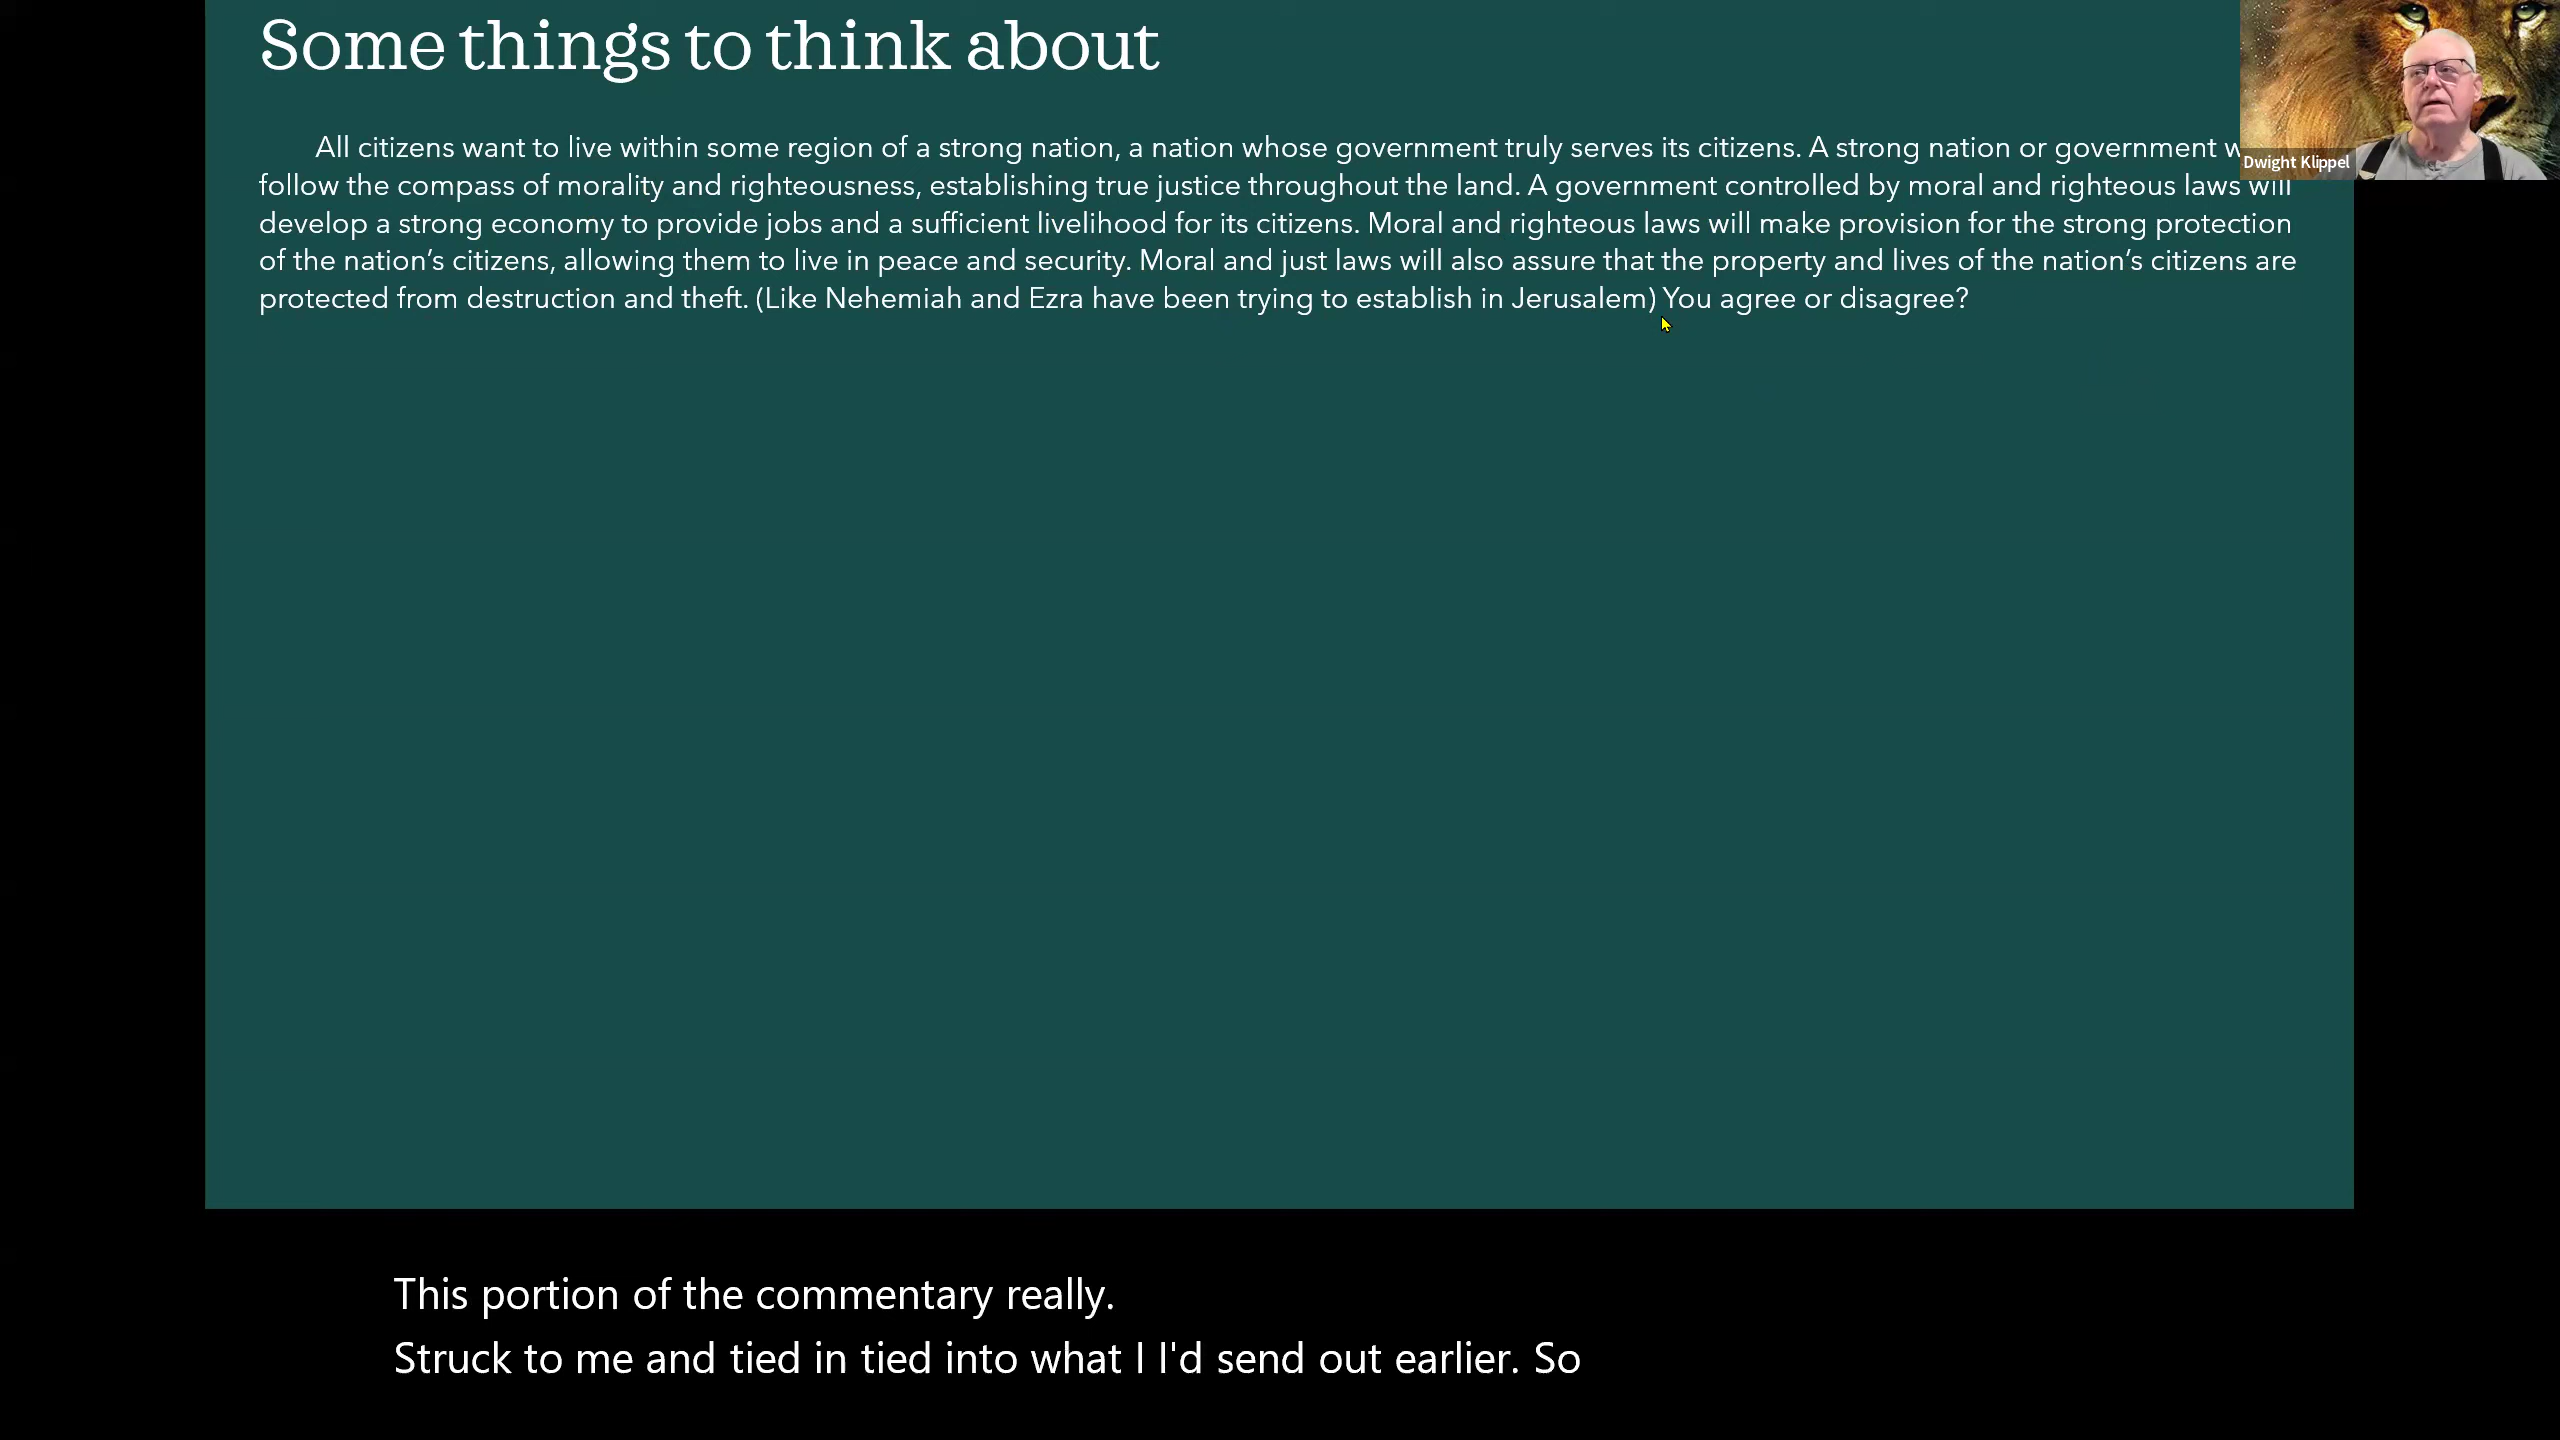 Some things to think about
All citizens want to live within some region of a strong nation, a nation whose government truly serves its citizens. A strong nation or government
follow the compass of morality and righteousness, establishing true justice throughout the land. A government controlled by moral and righteous laws will
develop a strong economy to provide jobs and a sufficient livelihood for its citizens. Moral and righteous laws will make provision for the strong protection
of the nation’s citizens, allowing them to live in peace and security. Moral and just laws will also assure that the property and lives of the nation’s citizens are
protected from destruction and theft. (Like Nehemiah and Ezra have been trying to establish in Jerusalem) You agree or disagree?
Dwight Klippel
This portion of the commentary really.
Struck to me and tied in tied into what I I'd send out earlier. So